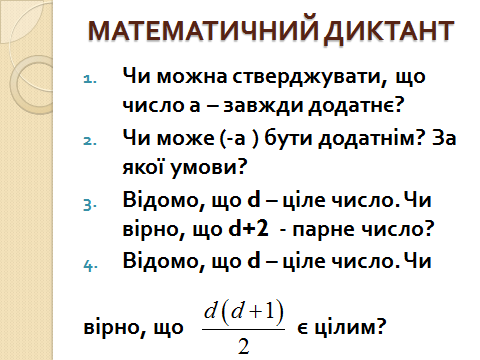 МАТЕМАТИЧНИЙ ДИКТАНТ
1. Чи можна стверджувати, що
число а – завжди додатнє?
2. Чи може (-а ) бути додатнім? За
якої умови?
3. Відомо, що d – ціле число. Чи
вірно, що d+2 - парне число?
4. Відомо, що d – ціле число. Чи
вірно, що d(d+1)/2 є цілим?